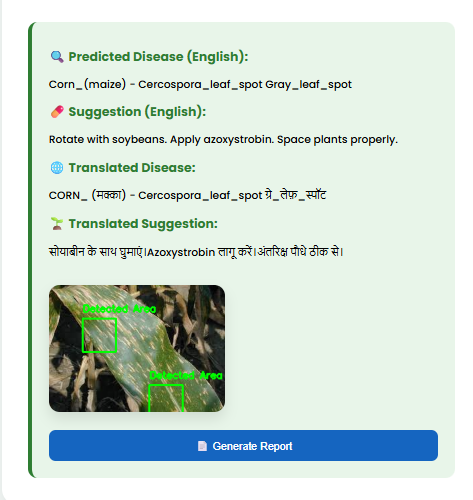 🔍 Predicted Disease (English):
Corn_(maize) - Cercospora_leaf_spot Gray_leaf_spot
💊 Suggestion (English):
Rotate with soybeans. Apply azoxystrobin. Space plants properly.
🌐 Translated Disease:
CORN_ (मक्का) - Cercospora_leaf_spot ग्रे_लेफ़_स्पॉट
🌱 Translated Suggestion:
सोयाबीन के साथ घुमाएं।Azoxystrobin लागू करें।अंतरिक्ष पौधे ठीक से।
Detected Area
Detected Area
📄 Generate Report